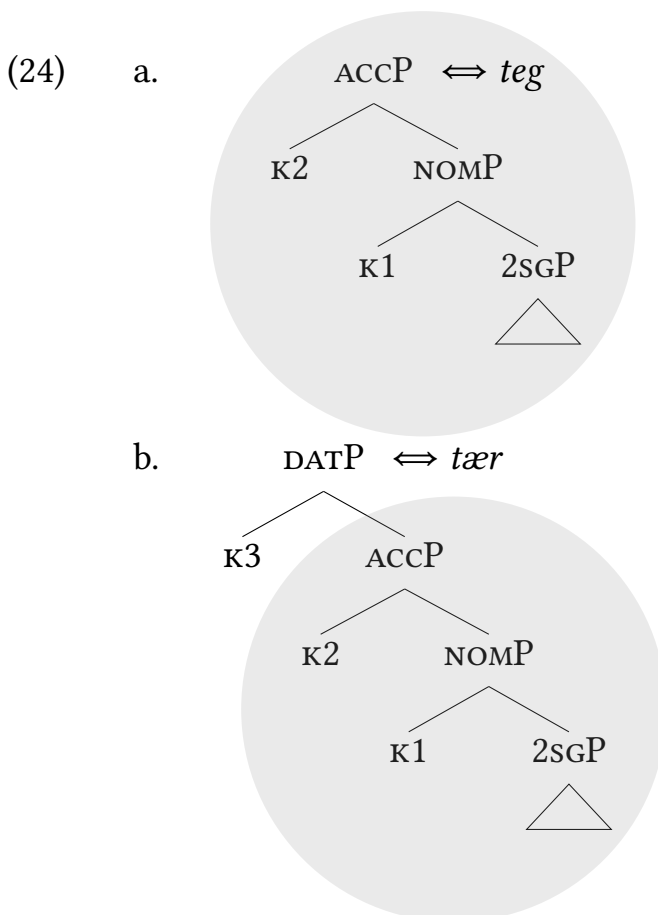 (24) a. ACCP ⟺ teg
K2 NOMP
K1 2SGP
b. DATP ⟺ tær
K3 ACCP
K2 NOMP
K1 2SGP